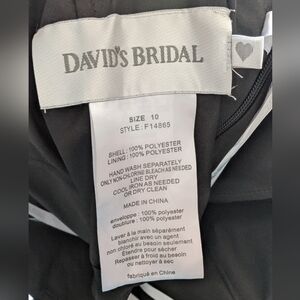 DAVID'S BRIDAL
SIZE 10
STYLE: F14865
SHELL: 100% POLYESTER
LINING: 100% POLYESTER
HAND WASH SEPARATELY
ONLY NON-CHLORINE BLEACH AS NEEDED
LINE DRY
COOL IRON AS NEEDED
OR DRY CLEAN
MADE IN CHINA
enveloppe : 100% polyester
doublure : 100% polyester
Laver à la main séparément
blanchir avec un agent
non chloré au besoin seulement
Étendre pour sécher
Repasser à froid au besoin
ou nettoyer à sec
fabriqué en Chine